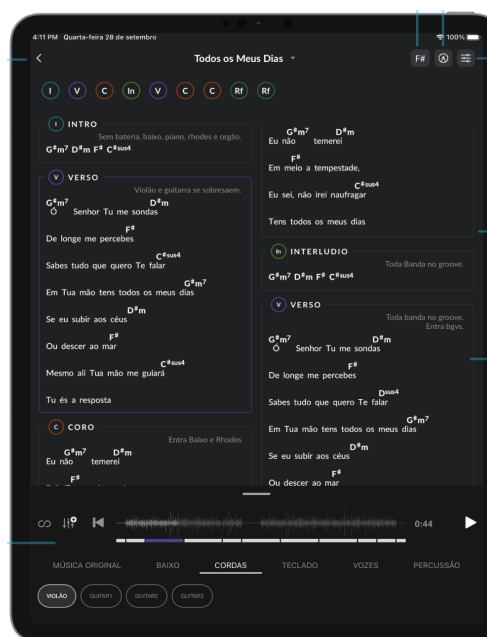 4:11 PM Quarta-feira 28 de setembro
100%
Todos os Meus Dias
F#
I V C In V C C Rf Rf
I INTRO
Sem bateria, baixo, piano, rhodes e orgão.
G#m7 D#m F# C#sus4
V VERSO
Violão e guitarra se sobressaem.
G#m7 D#m
Ó Senhor Tu me sondas
F#
De longe me percebes
C#sus4
Sabes tudo que quero Te falar
G#m7
Em Tua mão tens todos os meus dias
D#m
Se eu subir aos céus
F#
Ou descer ao mar
C#sus4
Mesmo ali Tua mão me guiará
Tu és a resposta
C CORO
Entra Baixo e Rhodes
G#m7 D#m
Eu não temerei
F#
G#m7 D#m
Eu não temerei
F#
Em meio a tempestade,
C#sus4
Eu sei, não irei naufragar
Tens todos os meus dias
In INTERLUDIO
Toda Banda no groove.
G#m7 D#m F# C#sus4
V VERSO
Toda banda no groove.
Entra bgvs.
G#m7 D#m
Ó Senhor Tu me sondas
F#
De longe me percebes
Dsus4
Sabes tudo que quero Te falar
G#m7
Em Tua mão tens todos os meus dias
D#m
Se eu subir aos céus
F#
Ou descer ao mar
0:44
MÚSICA ORIGINAL BAIXO CORDAS TECLADO VOZES PERCUSSÃO
VIOLÃO GUITAR1 GUITAR2 GUITAR3